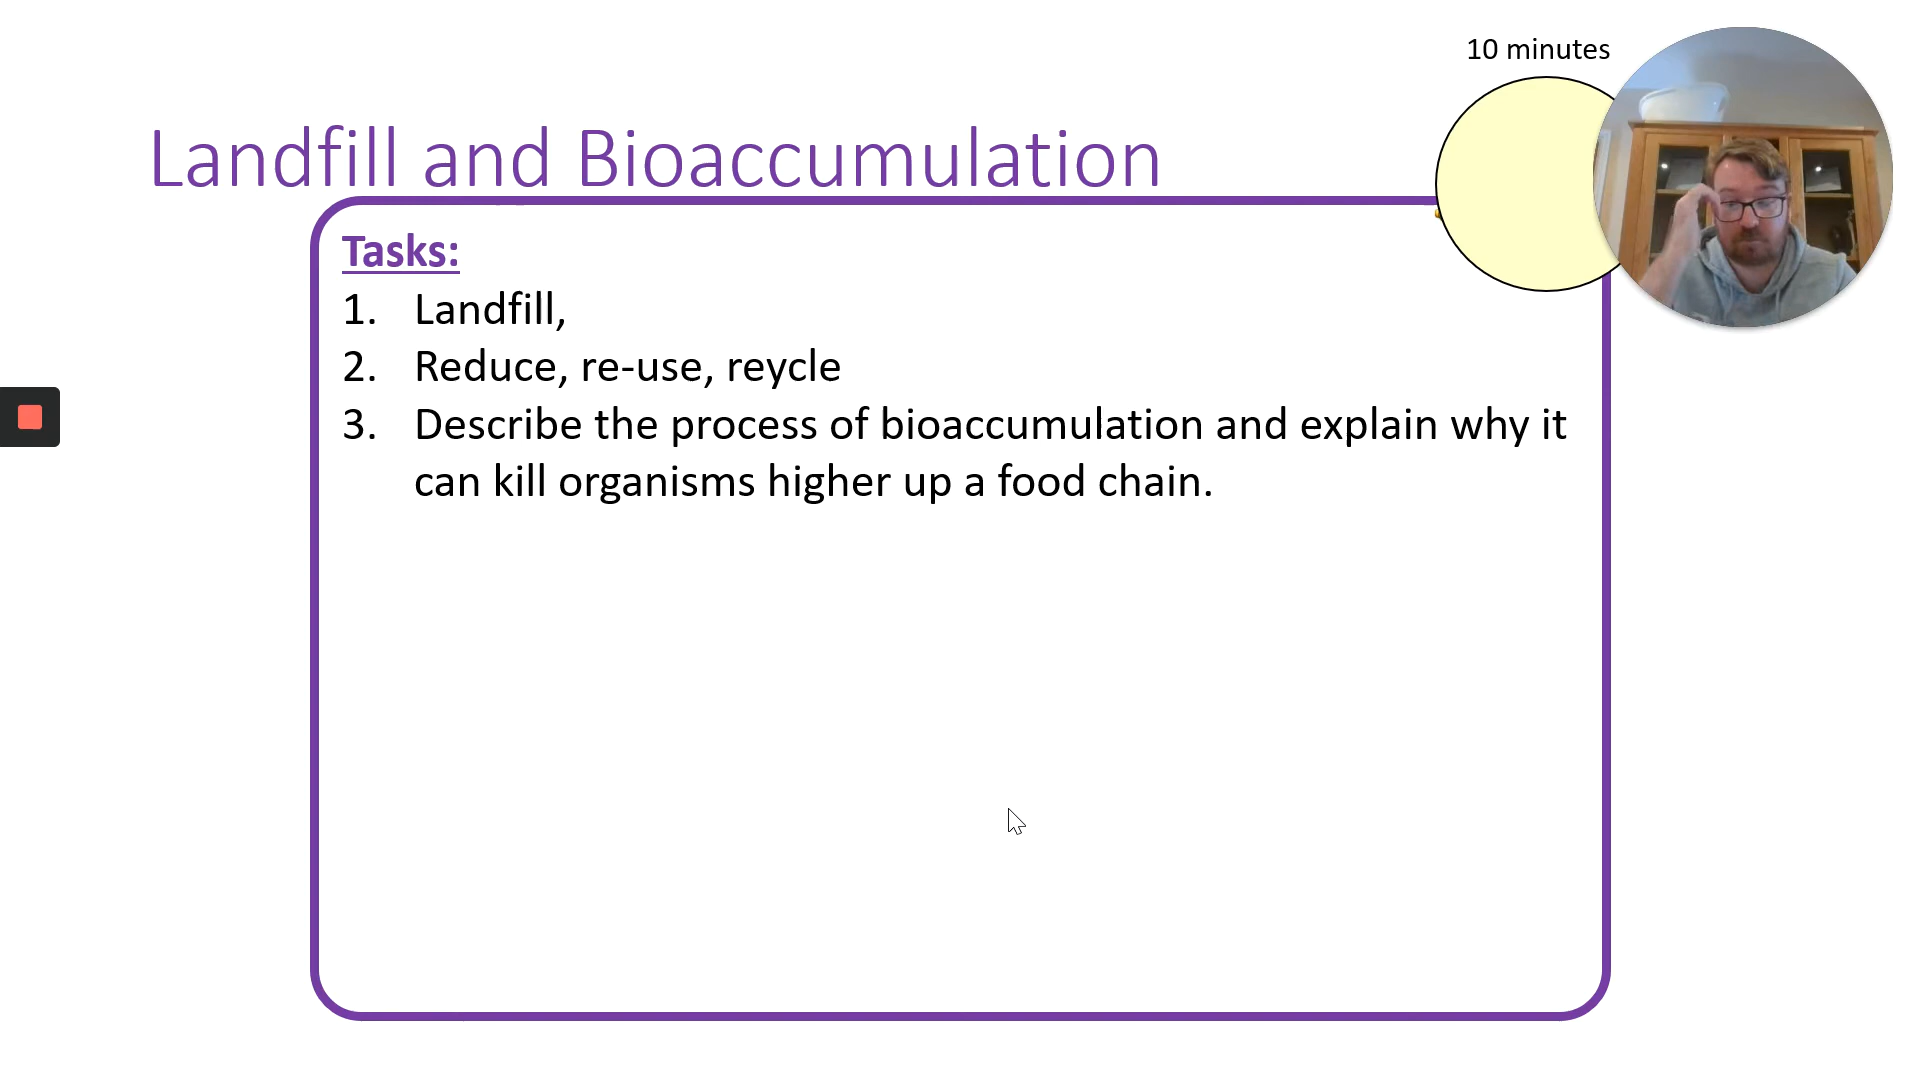 10 minutes
Landfill and Bioaccumulation
Tasks:
1. Landfill,
2. Reduce, re-use, reycle
3. Describe the process of bioaccumulation and explain why it
can kill organisms higher up a food chain.